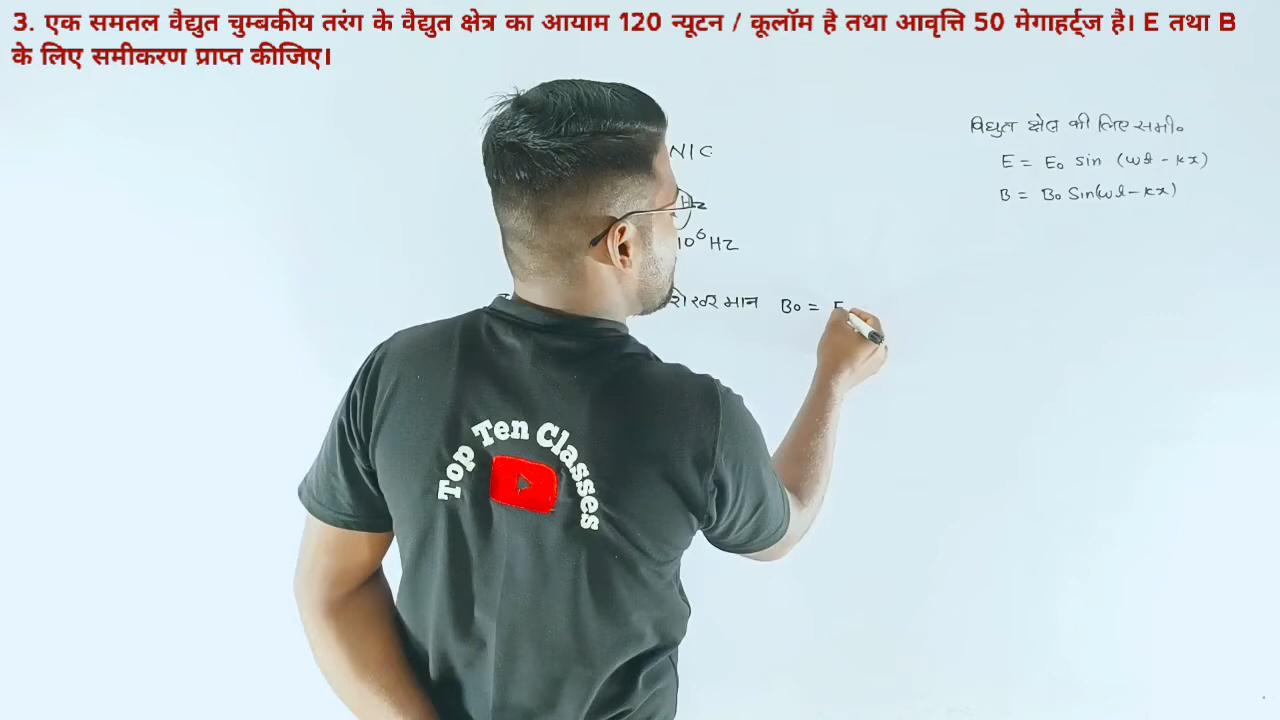 3. एक समतल वैद्युत चुम्बकीय तरंग के वैद्युत क्षेत्र का आयाम 120 न्यूटन / कूलॉम है तथा आवृत्ति 50 मेगाहर्ट्ज है। E तथा B
के लिए समीकरण प्राप्त कीजिए।
विद्युत क्षेत्र की लिए समी०
E = E₀ sin (ωt - kx)
B = B₀ Sin(ωt - kx)
N/C
Hz
10⁶ Hz
मान B₀ =
Top Ten Classes